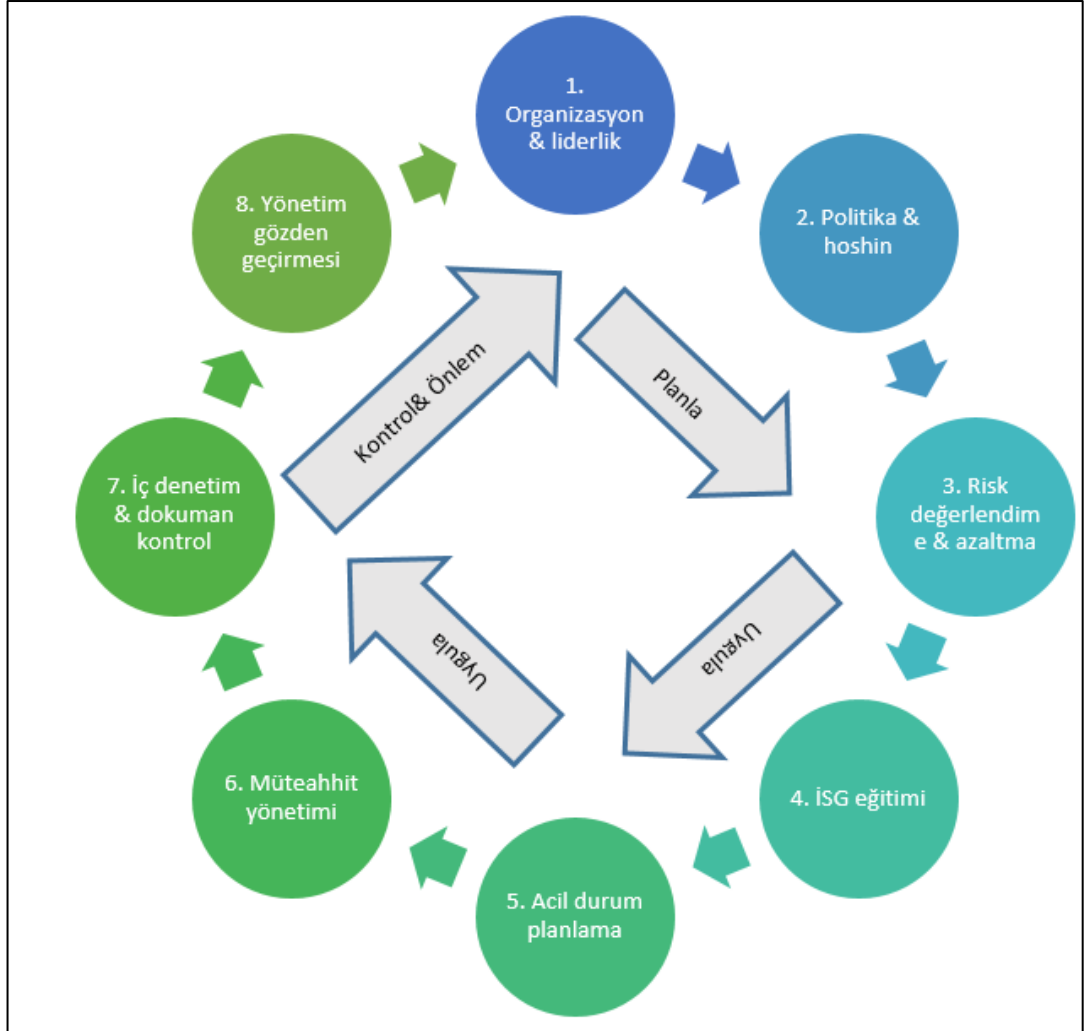 1.
Organizasyon
& liderlik
2. Politika &
hoshin
3. Risk
değerlendim
e & azaltma
4. İSG eğitimi
5. Acil durum
planlama
6. Müteahhit
yönetimi
7. İç denetim
& dokuman
kontrol
8. Yönetim
gözden
geçirmesi
Planla
Uygula
Uygula
Kontrol& Önlem